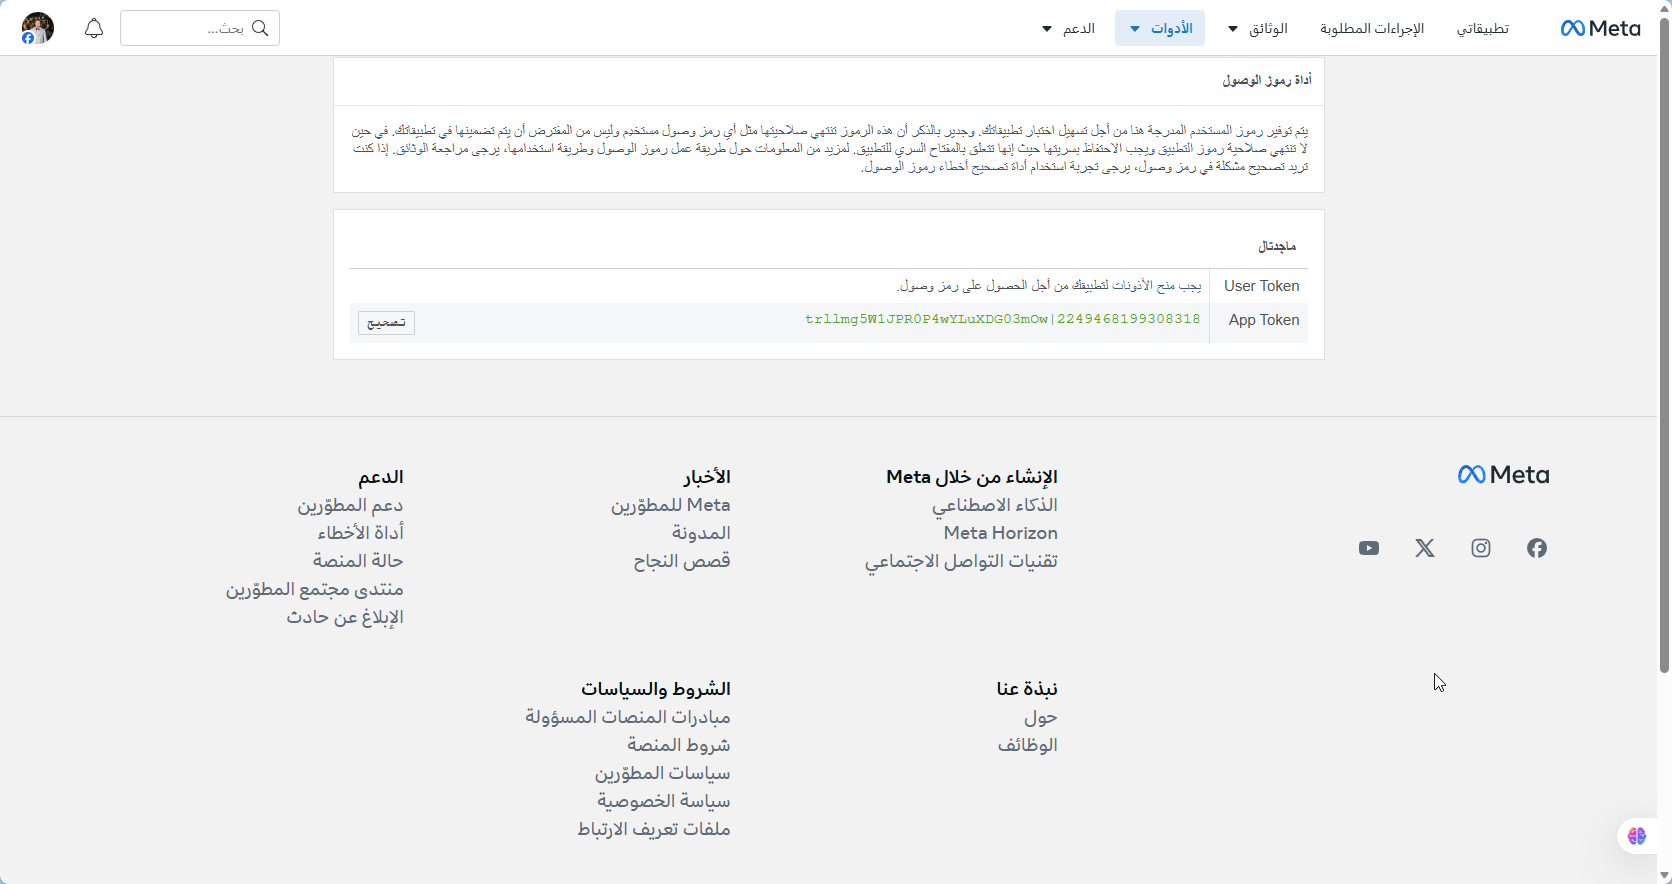 Meta
تطبيقاتي
الإجراءات المطلوبة
الوثائق
الأدوات
الدعم
بحث...
أداة رموز الوصول
يتم توفير رموز المستخدم المدرجة هنا من أجل تسهيل اختبار تطبيقاتك. وجدير بالذكر أن هذه الرموز تنتهي صلاحيتها مثل أي رمز وصول مستخدِم وليس من المفترض أن يتم تضمينها في تطبيقاتك. في حين
لا تنتهي صلاحية رموز التطبيق ويجب الاحتفاظ بسريتها حيث إنها تتعلق بالمفتاح السري للتطبيق. لمزيد من المعلومات حول طريقة عمل رموز الوصول وطريقة استخدامها، يرجى مراجعة الوثائق. إذا كنت
تريد تصحيح مشكلة في رمز وصول، يرجى تجربة استخدام أداة تصحيح أخطاء رموز الوصول.
ماجدتال
User Token
يجب منح الأذونات لتطبيقك من أجل الحصول على رمز وصول.
App Token
trllmg5W1JPR0P4wYLuXDG03mOw|2249468199308318
تصحيح
Meta
الإنشاء من خلال Meta
الذكاء الاصطناعي
Meta Horizon
تقنيات التواصل الاجتماعي
الأخبار
Meta للمطوّرين
المدونة
قصص النجاح
الدعم
دعم المطوّرين
أداة الأخطاء
حالة المنصة
منتدى مجتمع المطوّرين
الإبلاغ عن حادث
نبذة عنا
حول
الوظائف
الشروط والسياسات
مبادرات المنصات المسؤولة
شروط المنصة
سياسات المطوّرين
سياسة الخصوصية
ملفات تعريف الارتباط